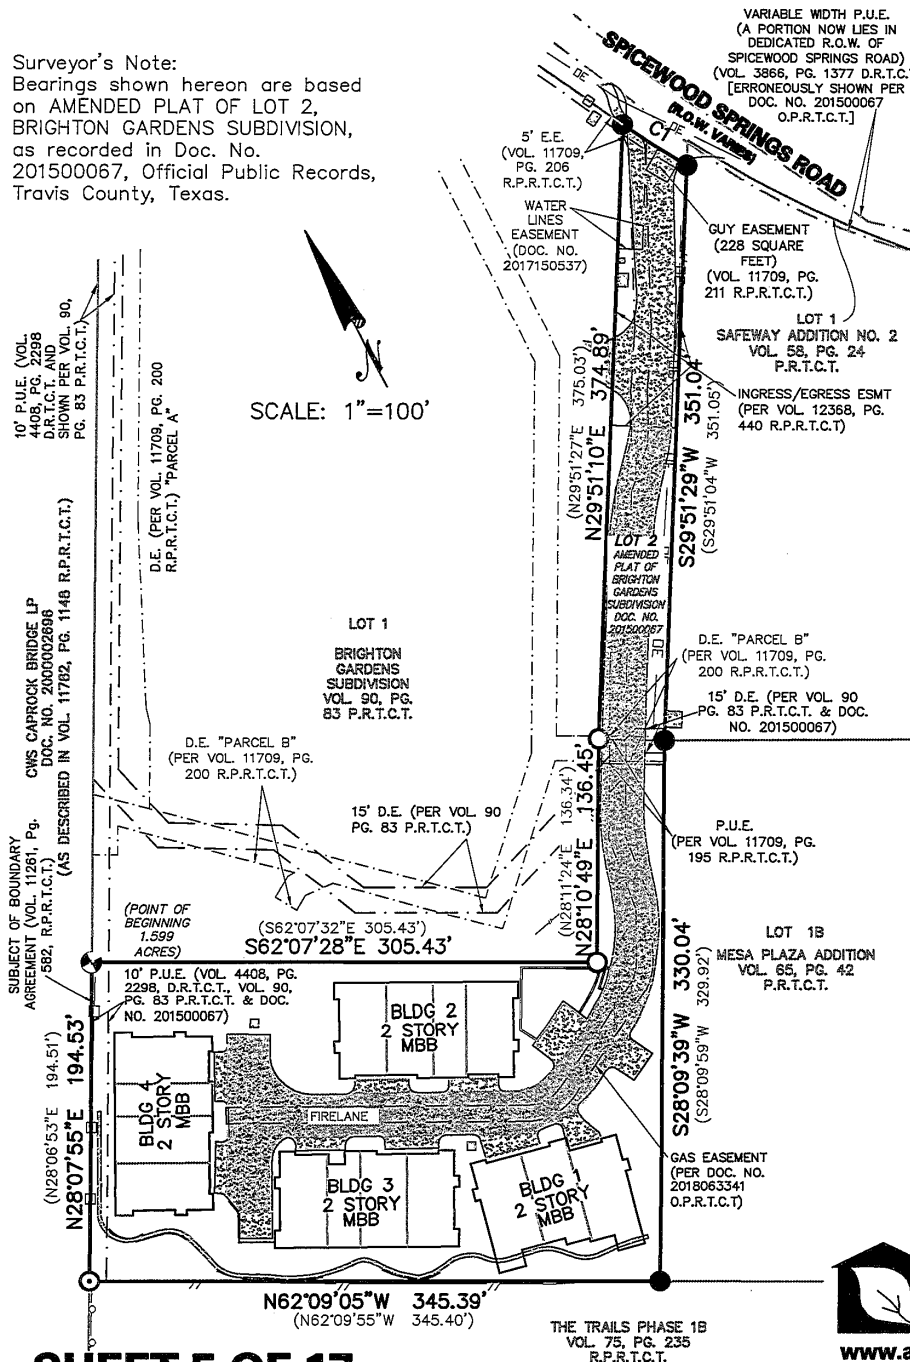 Surveyor's Note:
Bearings shown hereon are based
on AMENDED PLAT OF LOT 2,
BRIGHTON GARDENS SUBDIVISION,
as recorded in Doc. No.
201500067, Official Public Records,
Travis County, Texas.
VARIABLE WIDTH P.U.E.
(A PORTION NOW LIES IN
DEDICATED R.O.W. OF
SPICEWOOD SPRINGS ROAD)
(VOL. 3866, PG. 1377 D.R.T.C.T.
[ERRONEOUSLY SHOWN PER
DOC. NO. 201500067
O.P.R.T.C.T.]
SPICEWOOD SPRINGS ROAD
(R.O.W. VARIES)
DE
DE
C1
5' E.E.
(VOL. 11709,
PG. 206
R.P.R.T.C.T.)
WATER
LINES
EASEMENT
(DOC. NO.
2017150537)
GUY EASEMENT
(228 SQUARE
FEET)
(VOL. 11709, PG.
211 R.P.R.T.C.T.)
LOT 1
SAFEWAY ADDITION NO. 2
VOL. 58, PG. 24
P.R.T.C.T.
INGRESS/EGRESS ESMT
(PER VOL. 12368, PG.
440 R.P.R.T.C.T)
N
SCALE: 1"=100'
10' P.U.E. (VOL.
4408, PG. 2298
D.R.T.C.T. AND
SHOWN PER VOL. 90,
PG. 83 P.R.T.C.T.)
D.E. (PER VOL. 11709, PG. 200
R.P.R.T.C.T.) "PARCEL A"
(N29°51'27"E 375.03')
N29°51'10"E 374.89'
S29°51'29"W 351.04
(S29°51'04"W 351.05')
LOT 2
AMENDED
PLAT OF
BRIGHTON
GARDENS
SUBDIVISION
DOC. NO.
201500067
DE
CWS CAPROCK BRIDGE LP
DOC. NO. 2000002696
(AS DESCRIBED IN VOL. 11762, PG. 1148 R.P.R.T.C.T.)
LOT 1
BRIGHTON
GARDENS
SUBDIVISION
VOL. 90, PG.
83 P.R.T.C.T.
D.E. "PARCEL B"
(PER VOL. 11709, PG.
200 R.P.R.T.C.T.)
15' D.E. (PER VOL. 90
PG. 83 P.R.T.C.T. & DOC.
NO. 201500067)
D.E. "PARCEL B"
(PER VOL. 11709, PG.
200 R.P.R.T.C.T.)
15' D.E. (PER VOL. 90
PG. 83 P.R.T.C.T.)
(N28°11'24"E 136.34')
N28°10'49"E 136.45'
P.U.E.
(PER VOL. 11709, PG.
195 R.P.R.T.C.T.)
SUBJECT OF BOUNDARY
AGREEMENT (VOL. 11261, Pg.
582, R.P.R.T.C.T.)
(POINT OF
BEGINNING
1.599
ACRES)
(S62°07'32"E 305.43')
S62°07'28"E 305.43'
LOT 1B
MESA PLAZA ADDITION
VOL. 65, PG. 42
P.R.T.C.T.
10' P.U.E. (VOL. 4408, PG.
2298, D.R.T.C.T., VOL. 90,
PG. 83 P.R.T.C.T. & DOC.
NO. 201500067)
(N28°06'53"E 194.51')
N28°07'55"E 194.53'
BLDG 2
2 STORY
MBB
BLDG 4
2 STORY
MBB
FIRELANE
BLDG 3
2 STORY
MBB
BLDG 1
2 STORY
MBB
S28°09'39"W 330.04'
(S28°09'59"W 329.92')
GAS EASEMENT
(PER DOC. NO.
2018063341
O.P.R.T.C.T)
N62°09'05"W 345.39'
(N62°09'55"W 345.40')
THE TRAILS PHASE 1B
VOL. 75, PG. 235
R.P.R.T.C.T.
SHEET 5 OF 17
www.a